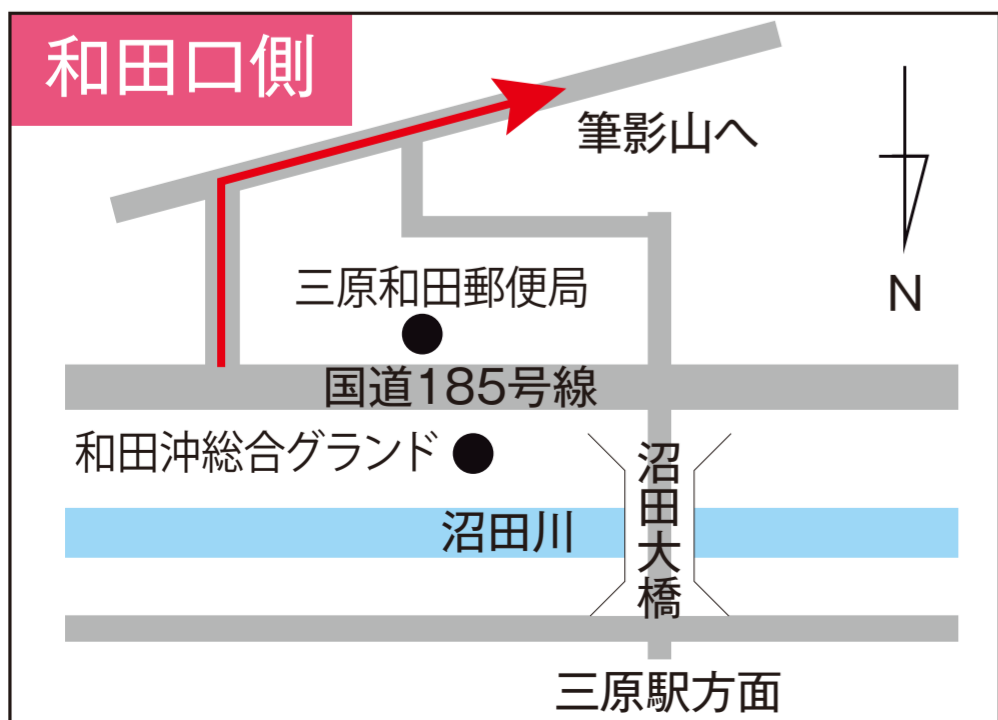 和田口側
筆影山へ
N
三原和田郵便局
国道185号線
和田沖総合グランド
沼田大橋
沼田川
三原駅方面